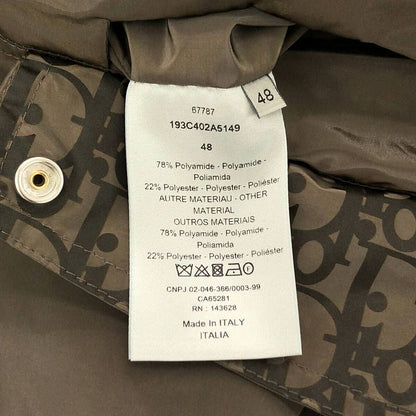 48
67787
193C402A5149
48
78% Polyamide - Polyamide -
Poliamida
22% Polyester - Polyester - Poliéster
AUTRE MATERIAU - OTHER
MATERIAL
OUTROS MATERIAIS
78% Polyamide - Polyamide -
Poliamida
22% Polyester - Polyester - Poliéster
CNPJ 02-046-366/0003-99
CA65281
RN : 143628
Made In ITALY
ITALIA